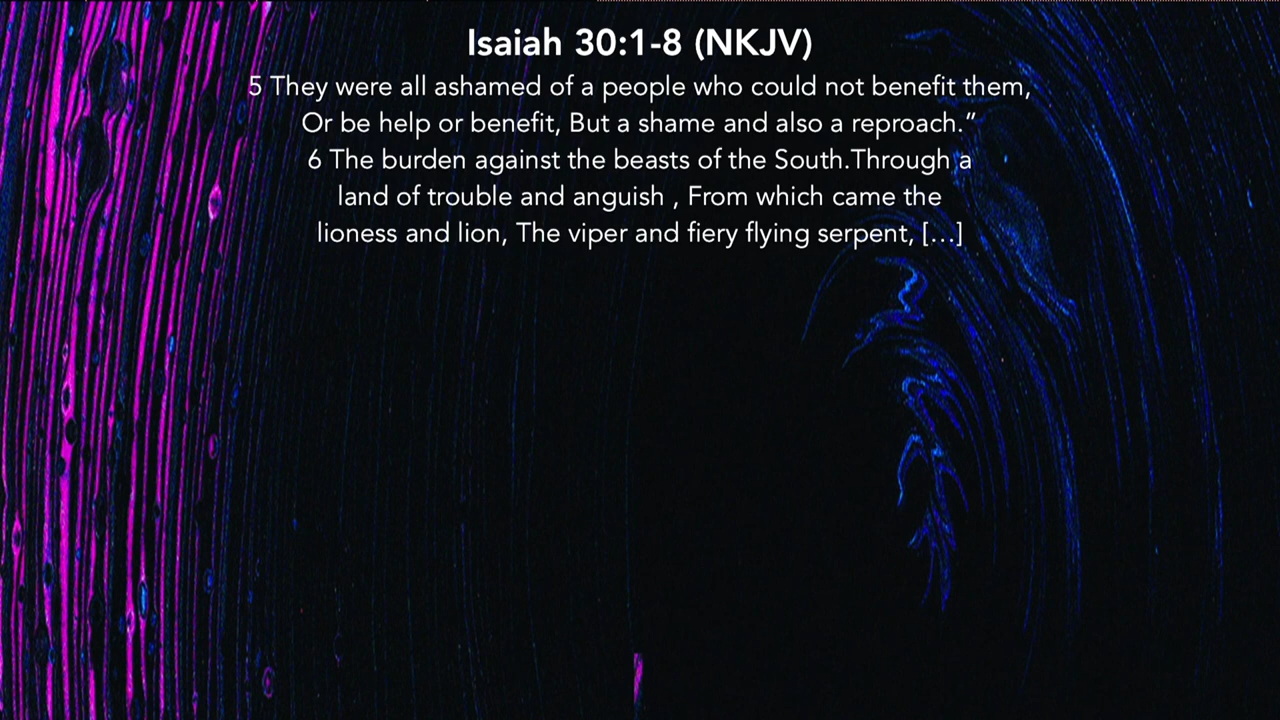 Isaiah 30:1-8 (NKJV)
5 They were all ashamed of a people who could not benefit them,
Or be help or benefit, But a shame and also a reproach.”
6 The burden against the beasts of the South.Through a
land of trouble and anguish , From which came the
lioness and lion, The viper and fiery flying serpent, […]